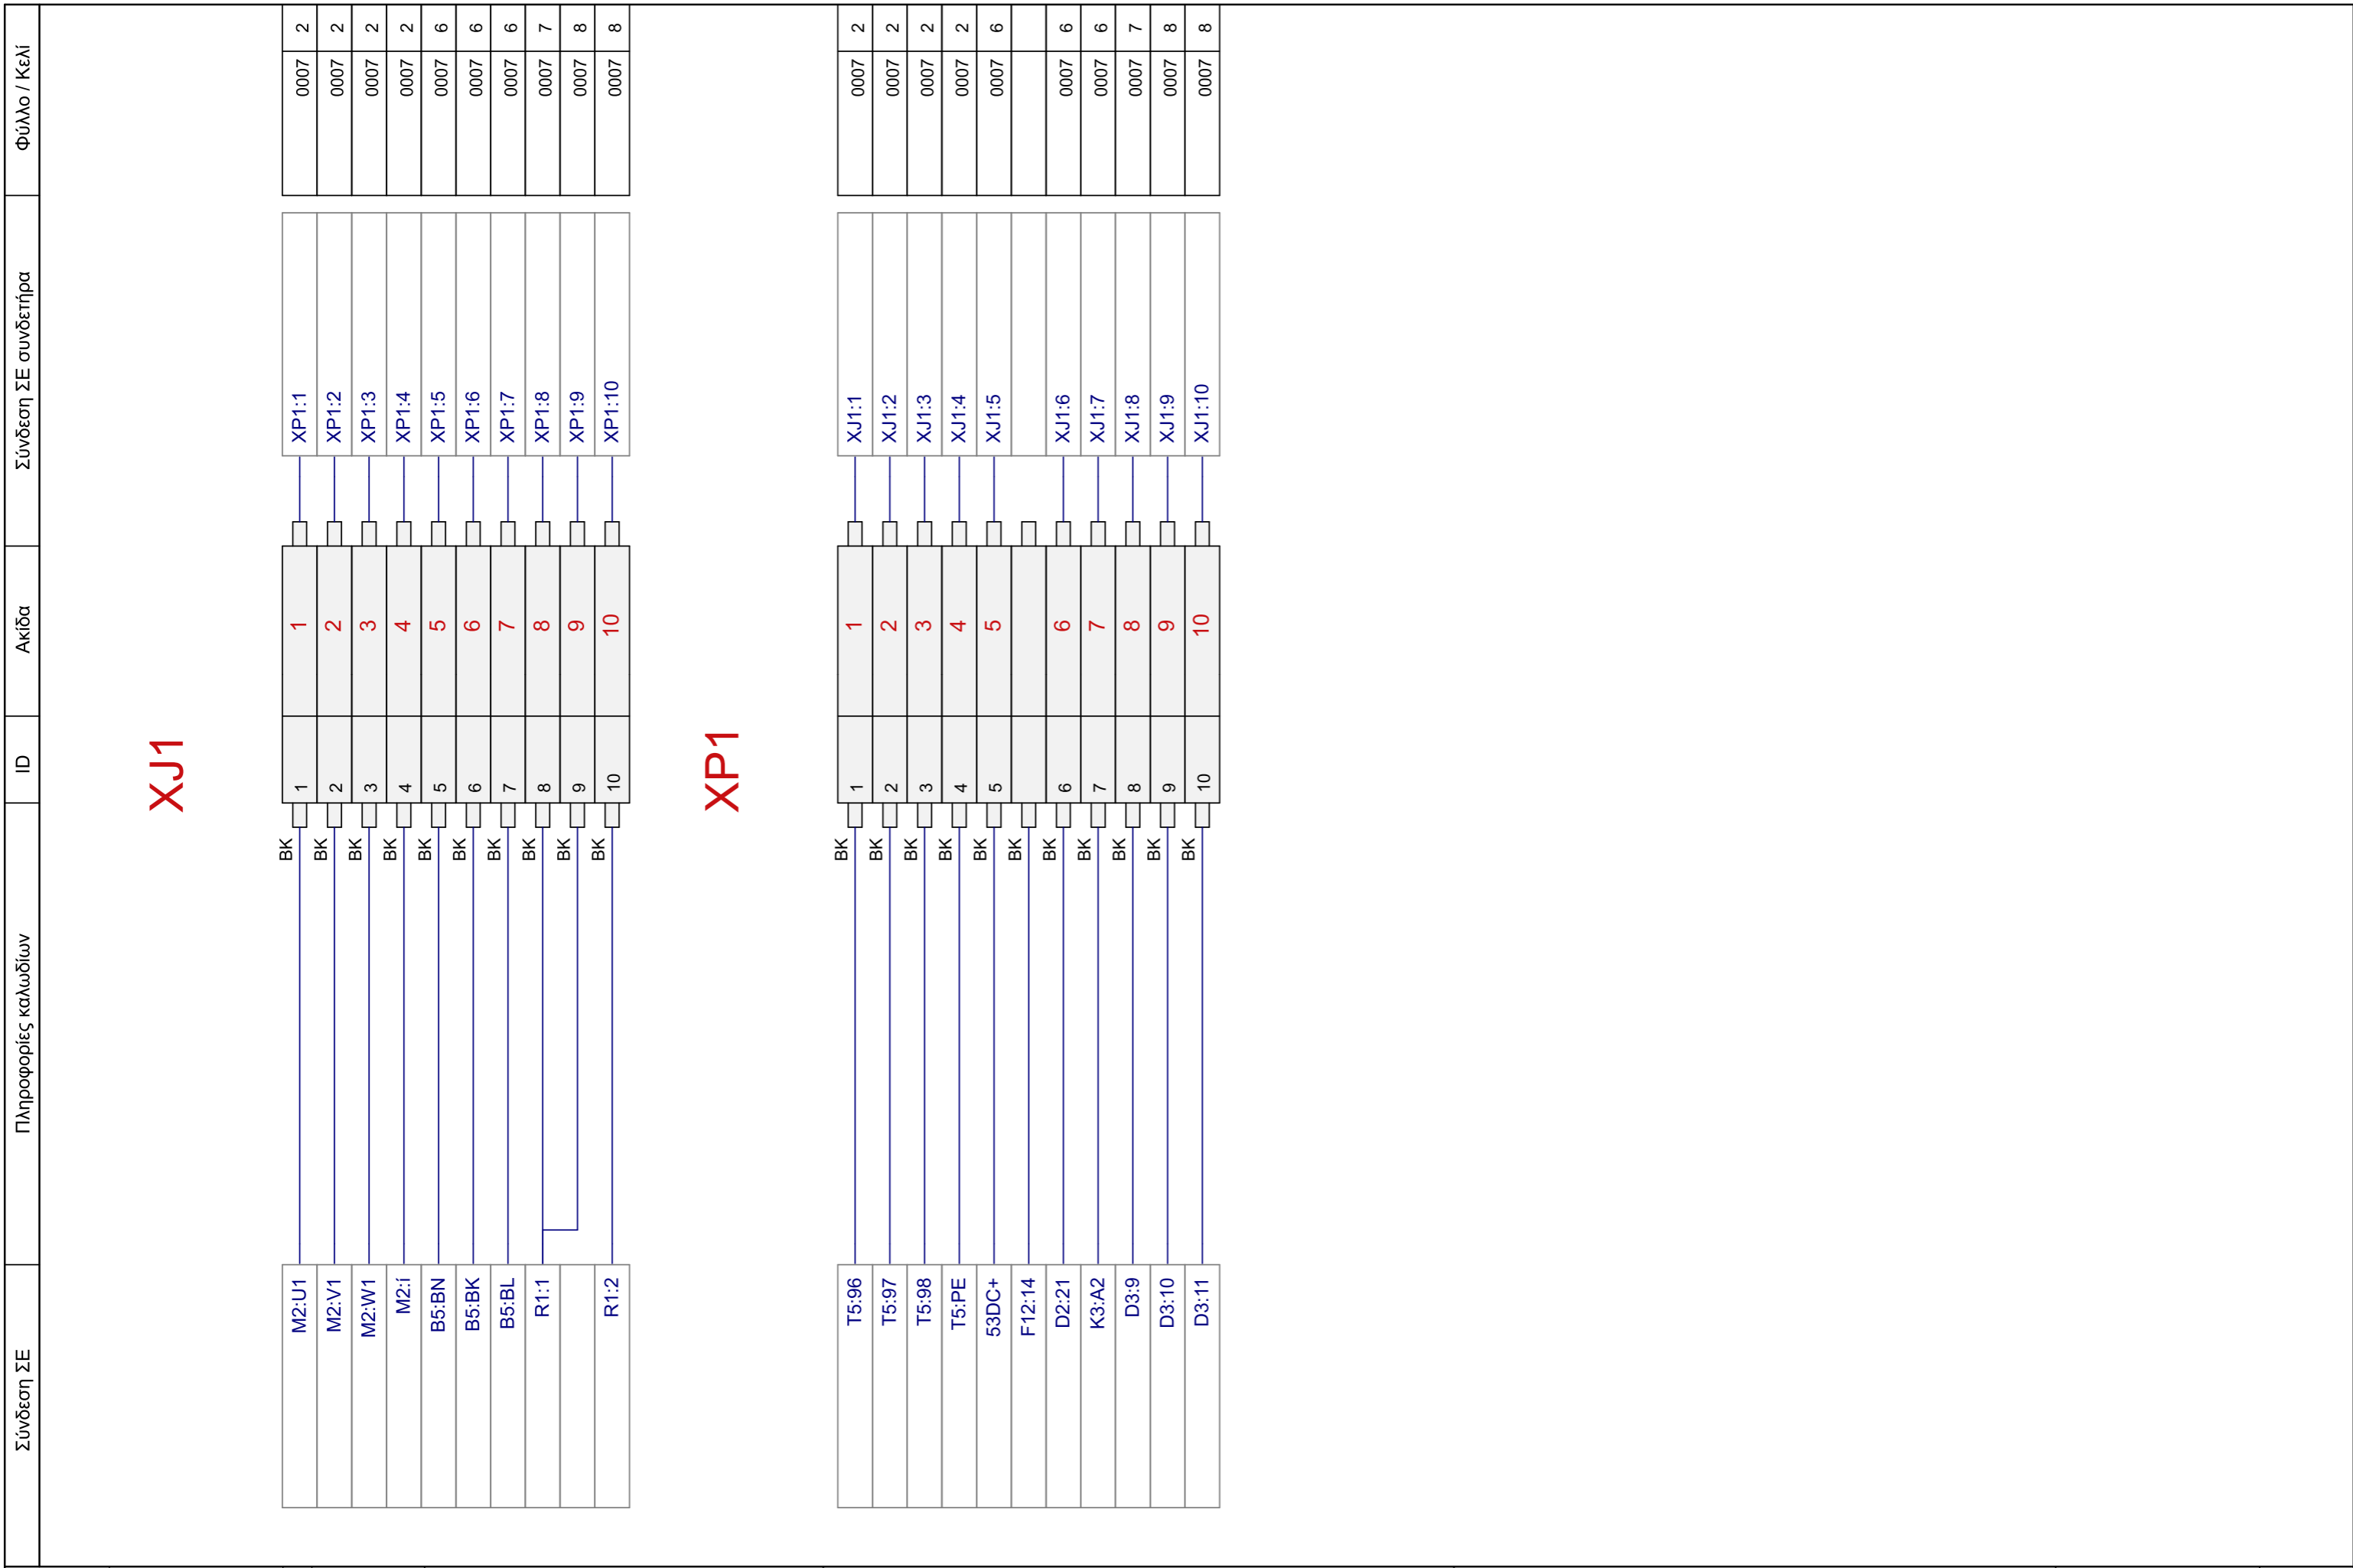 Σύνδεση ΣΕ Πληροφορίες καλωδίων ID Ακίδα Σύνδεση ΣΕ συνδετήρα Φύλλο / Κελί
XJ1
M2:U1 BK 1 1 XP1:1 0007 2
M2:V1 BK 2 2 XP1:2 0007 2
M2:W1 BK 3 3 XP1:3 0007 2
M2:í BK 4 4 XP1:4 0007 2
B5:BN BK 5 5 XP1:5 0007 6
B5:BK BK 6 6 XP1:6 0007 6
B5:BL BK 7 7 XP1:7 0007 6
R1:1 BK 8 8 XP1:8 0007 7
BK 9 9 XP1:9 0007 8
R1:2 BK 10 10 XP1:10 0007 8
XP1
T5:96 BK 1 1 XJ1:1 0007 2
T5:97 BK 2 2 XJ1:2 0007 2
T5:98 BK 3 3 XJ1:3 0007 2
T5:PE BK 4 4 XJ1:4 0007 2
53DC+ BK 5 5 XJ1:5 0007 6
F12:14 BK
D2:21 BK 6 6 XJ1:6 0007 6
K3:A2 BK 7 7 XJ1:7 0007 6
D3:9 BK 8 8 XJ1:8 0007 7
D3:10 BK 9 9 XJ1:9 0007 8
D3:11 BK 10 10 XJ1:10 0007 8